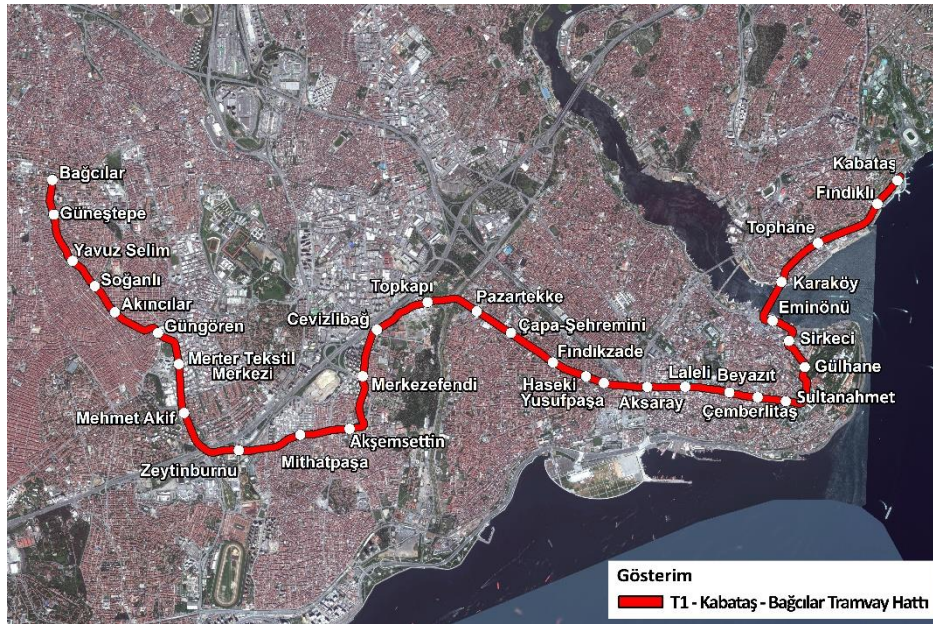 Bağcılar
Güneştepe
Yavuz Selim
Soğanlı
Akıncılar
Güngören
Merter Tekstil
Merkezi
Mehmet Akif
Zeytinburnu
Mithatpaşa
Akşemsettin
Merkezefendi
Cevizlibağ
Topkapı
Pazartekke
Çapa-Şehremini
Fındıkzade
Haseki
Yusufpaşa
Aksaray
Laleli
Beyazıt
Çemberlitaş
Sultanahmet
Gülhane
Sirkeci
Eminönü
Karaköy
Tophane
Fındıklı
Kabataş
Gösterim
T1 - Kabataş - Bağcılar Tramvay Hattı